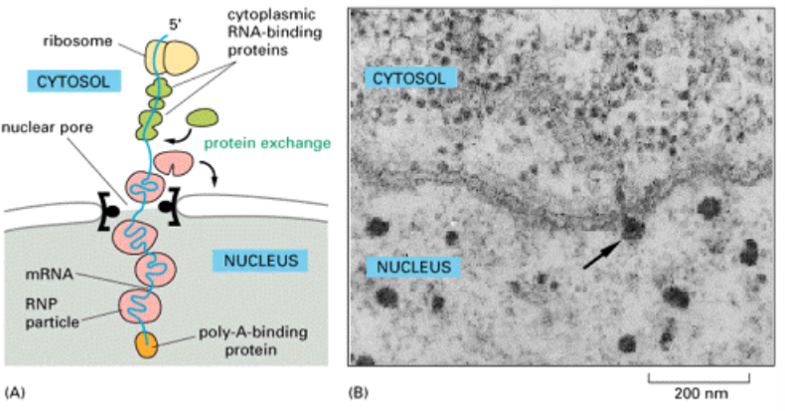 5'
ribosome
cytoplasmic
RNA-binding
proteins
CYTOSOL
nuclear pore
protein exchange
NUCLEUS
mRNA
RNP
particle
poly-A-binding
protein
(A)
CYTOSOL
NUCLEUS
(B)
200 nm